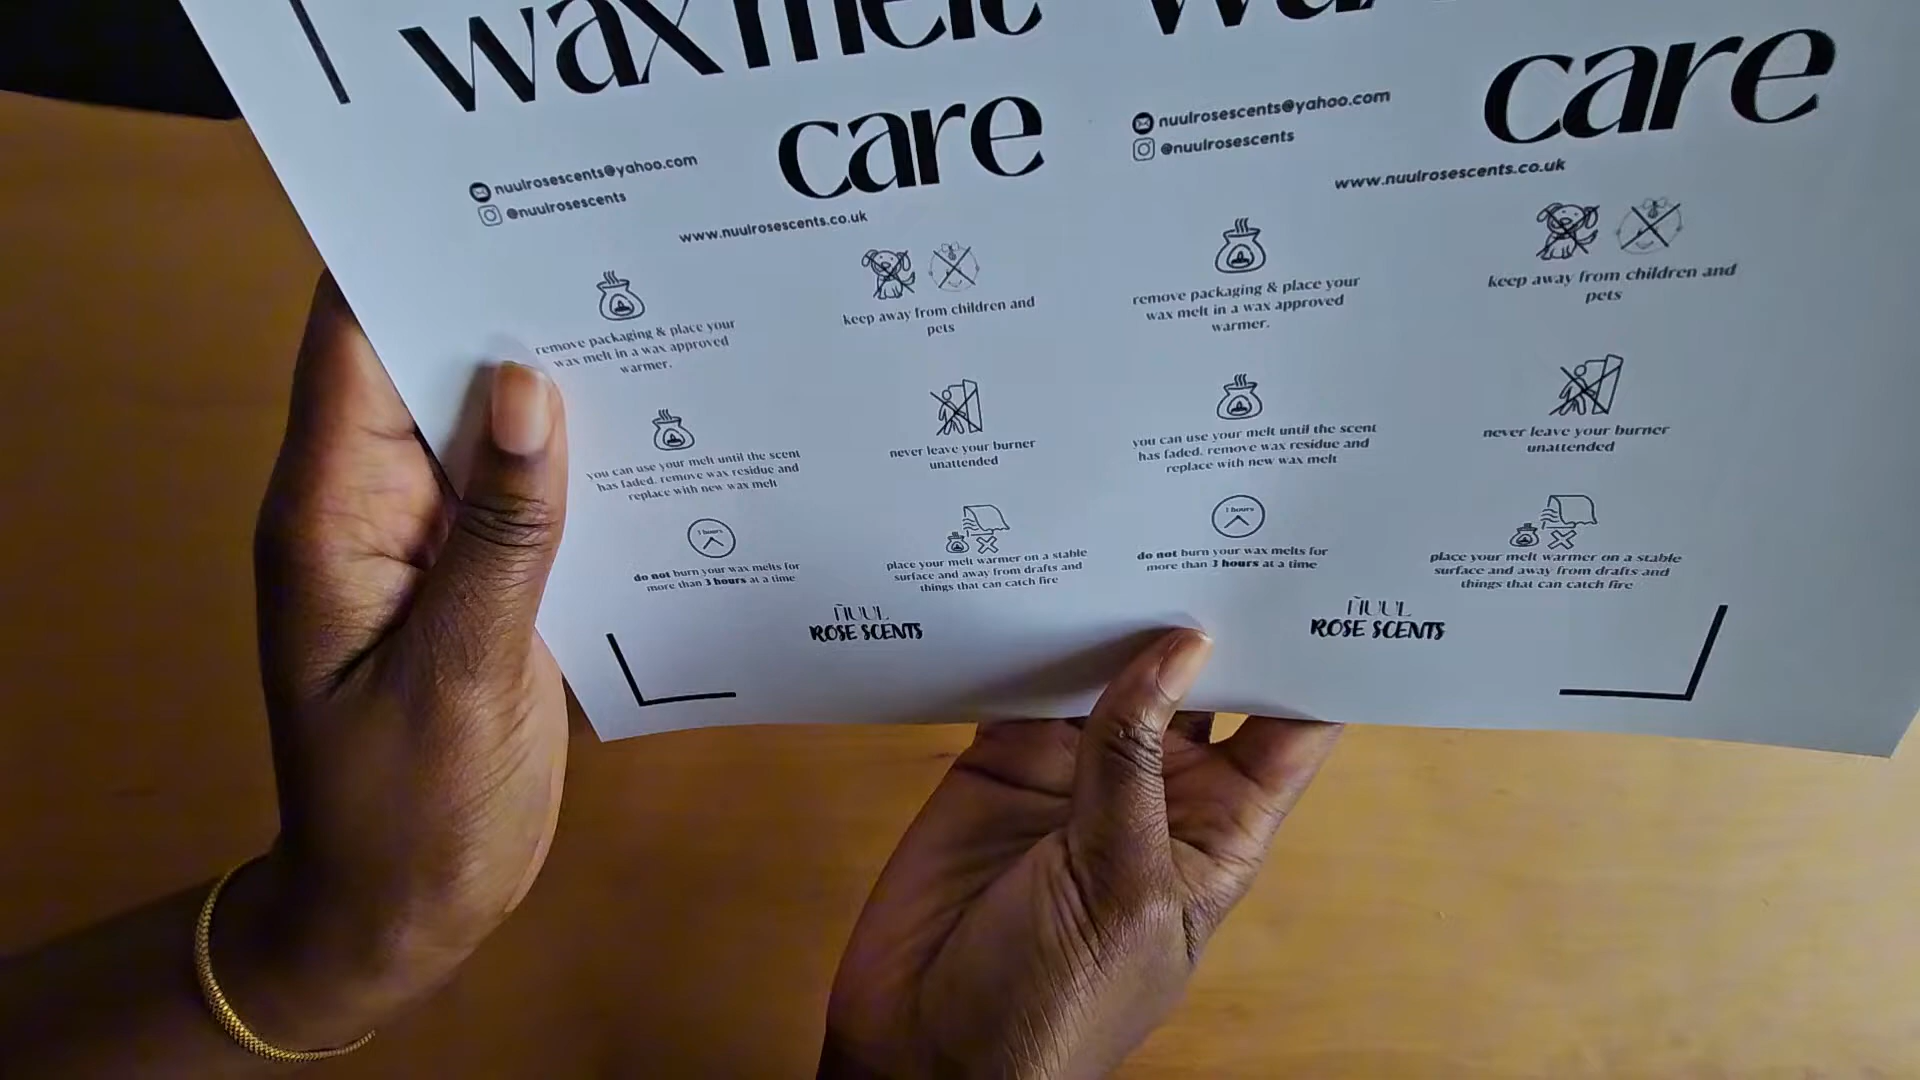 wax melt
care
nuulrosescents@yahoo.com
@nuulrosescents
www.nuulrosescents.co.uk
remove packaging & place your
wax melt in a wax approved
warmer.
keep away from children and
pets
you can use your melt until the scent
has faded. remove wax residue and
replace with new wax melt
never leave your burner
unattended
3 hours
do not burn your wax melts for
more than 3 hours at a time
place your melt warmer on a stable
surface and away from drafts and
things that can catch fire
ÑUUL
ROSE SCENTS
care
nuulrosescents@yahoo.com
@nuulrosescents
www.nuulrosescents.co.uk
remove packaging & place your
wax melt in a wax approved
warmer.
keep away from children and
pets
you can use your melt until the scent
has faded. remove wax residue and
replace with new wax melt
never leave your burner
unattended
3 hours
do not burn your wax melts for
more than 3 hours at a time
place your melt warmer on a stable
surface and away from drafts and
things that can catch fire
ÑUUL
ROSE SCENTS